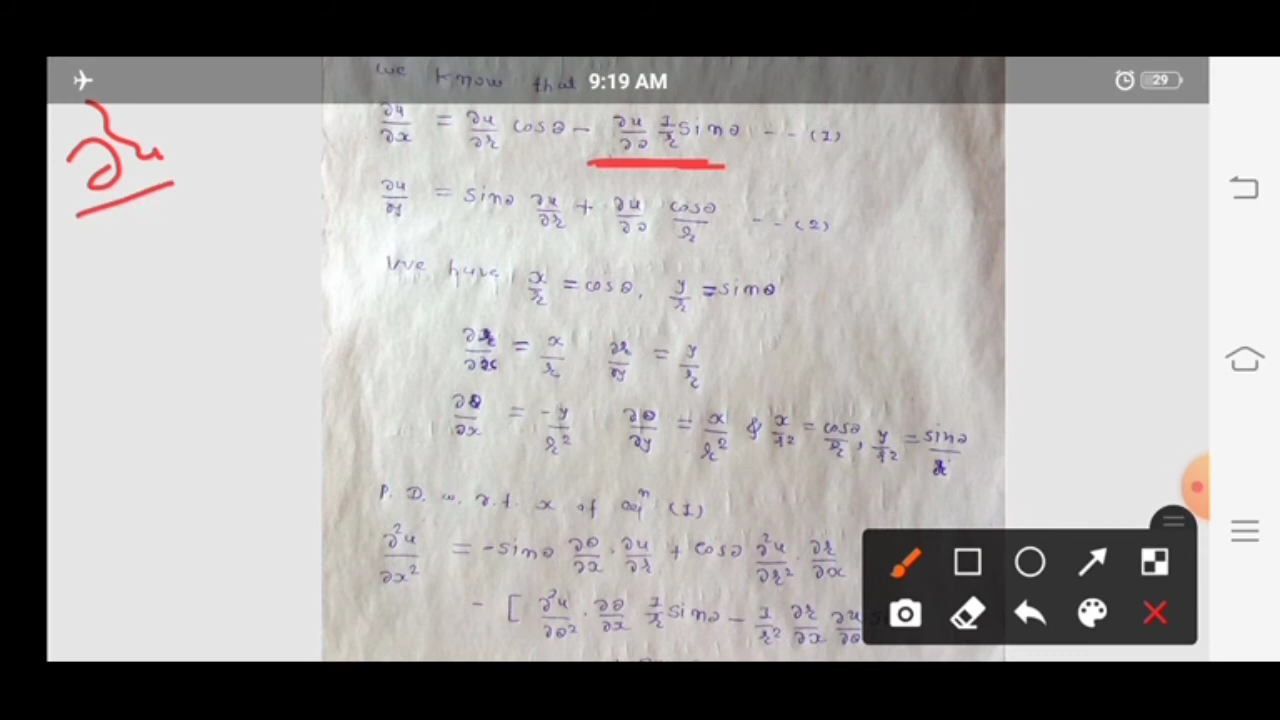 9:19 AM
29
We know that
∂u/∂x = ∂u/∂r cosθ − ∂u/∂θ 1/r sinθ -- (1)
∂u/∂y = sinθ ∂u/∂r + ∂u/∂θ cosθ/r -- (2)
We have, x/r = cosθ, y/r = sinθ
∂r/∂x = x/r ∂r/∂y = y/r
∂θ/∂x = -y/r² ∂θ/∂y = x/r² & x/r² = cosθ/r, y/r² = sinθ/r
P. D. w. r. t. x of eqⁿ (1)
∂²u/∂x² = -sinθ ∂θ/∂x · ∂u/∂r + cosθ ∂²u/∂r² · ∂r/∂x
- [ ∂²u/∂θ² · ∂θ/∂x 1/r sinθ − 1/r² ∂r/∂x ∂u/∂θ